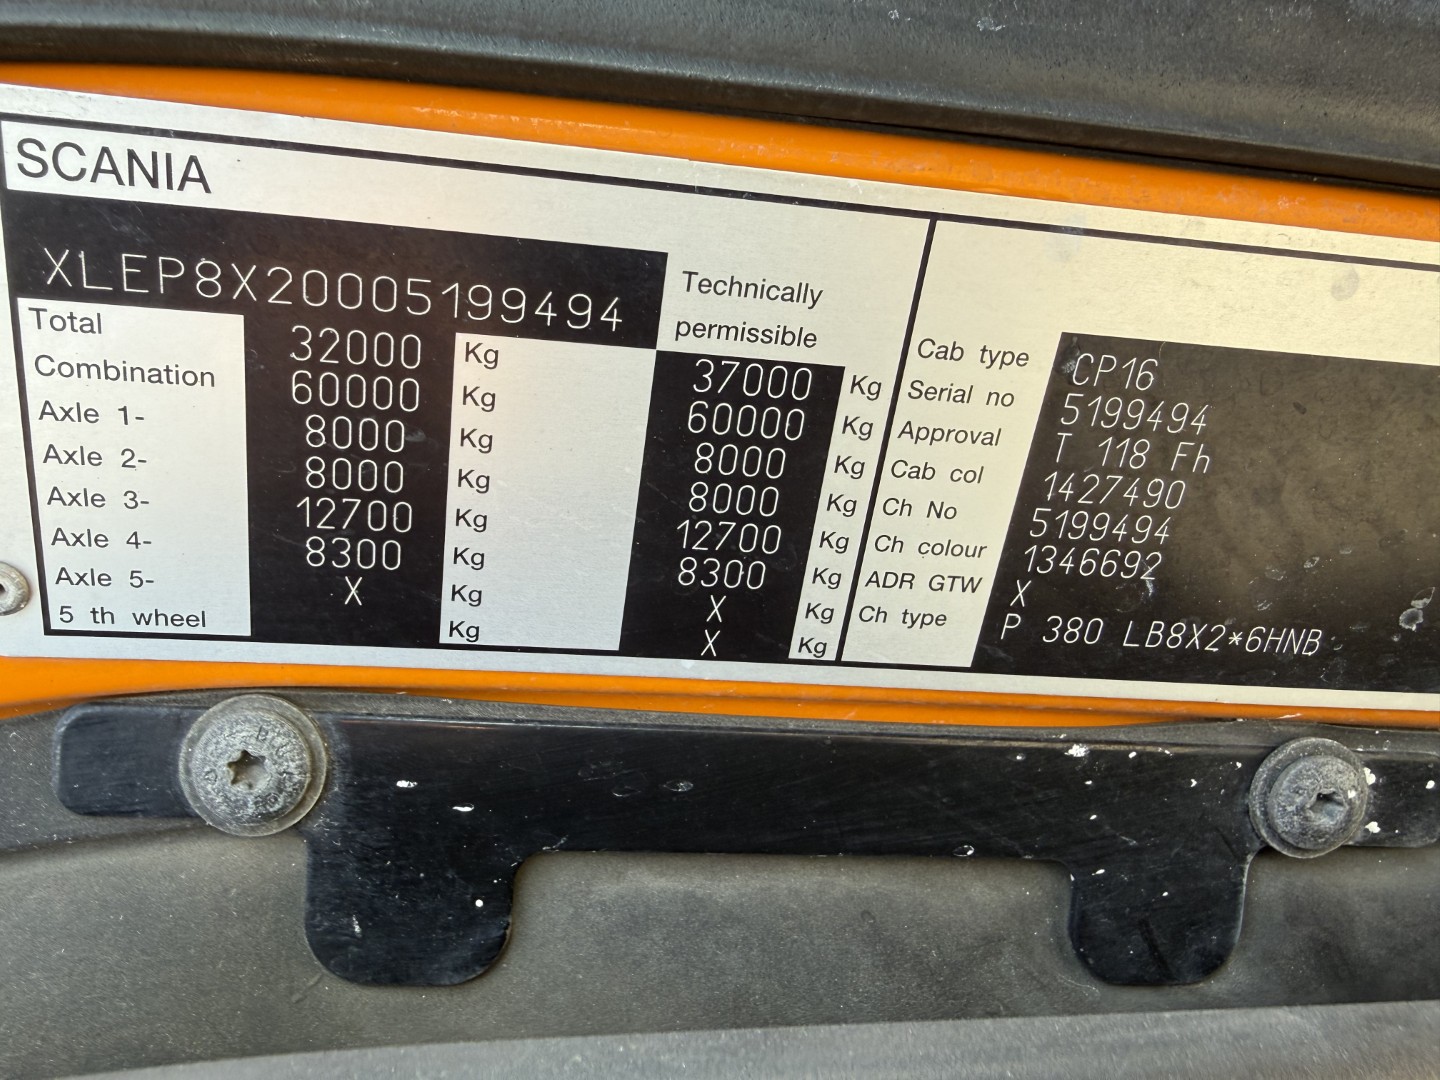 SCANIA
XLEP8X20005199494
Technically
permissible
Total 32000 Kg 37000 Kg
Combination 60000 Kg 60000 Kg
Axle 1- 8000 Kg 8000 Kg
Axle 2- 8000 Kg 8000 Kg
Axle 3- 12700 Kg 12700 Kg
Axle 4- 8300 Kg 8300 Kg
Axle 5- X Kg X Kg
5 th wheel Kg X Kg
Cab type CP16
Serial no 5199494
Approval T 118 Fh
Cab col 1427490
Ch No 5199494
Ch colour 1346692
ADR GTW X
Ch type P 380 LB8X2*6HNB